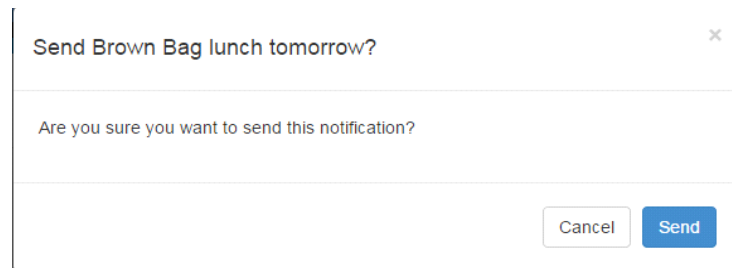 Send Brown Bag lunch tomorrow?
×
Are you sure you want to send this notification?
Cancel Send